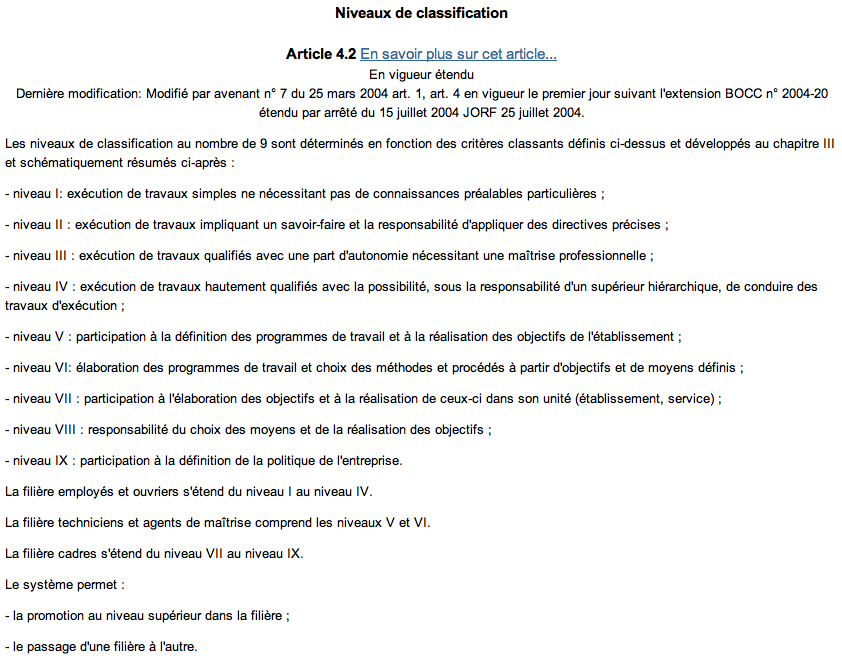 Niveaux de classification
Article 4.2 En savoir plus sur cet article...
En vigueur étendu
Dernière modification: Modifié par avenant n° 7 du 25 mars 2004 art. 1, art. 4 en vigueur le premier jour suivant l'extension BOCC n° 2004-20
étendu par arrêté du 15 juillet 2004 JORF 25 juillet 2004.
Les niveaux de classification au nombre de 9 sont déterminés en fonction des critères classants définis ci-dessus et développés au chapitre III
et schématiquement résumés ci-après :
- niveau I: exécution de travaux simples ne nécessitant pas de connaissances préalables particulières ;
- niveau II : exécution de travaux impliquant un savoir-faire et la responsabilité d'appliquer des directives précises ;
- niveau III : exécution de travaux qualifiés avec une part d'autonomie nécessitant une maîtrise professionnelle ;
- niveau IV : exécution de travaux hautement qualifiés avec la possibilité, sous la responsabilité d'un supérieur hiérarchique, de conduire des
travaux d'exécution ;
- niveau V : participation à la définition des programmes de travail et à la réalisation des objectifs de l'établissement ;
- niveau VI: élaboration des programmes de travail et choix des méthodes et procédés à partir d'objectifs et de moyens définis ;
- niveau VII : participation à l'élaboration des objectifs et à la réalisation de ceux-ci dans son unité (établissement, service) ;
- niveau VIII : responsabilité du choix des moyens et de la réalisation des objectifs ;
- niveau IX : participation à la définition de la politique de l'entreprise.
La filière employés et ouvriers s'étend du niveau I au niveau IV.
La filière techniciens et agents de maîtrise comprend les niveaux V et VI.
La filière cadres s'étend du niveau VII au niveau IX.
Le système permet :
- la promotion au niveau supérieur dans la filière ;
- le passage d'une filière à l'autre.